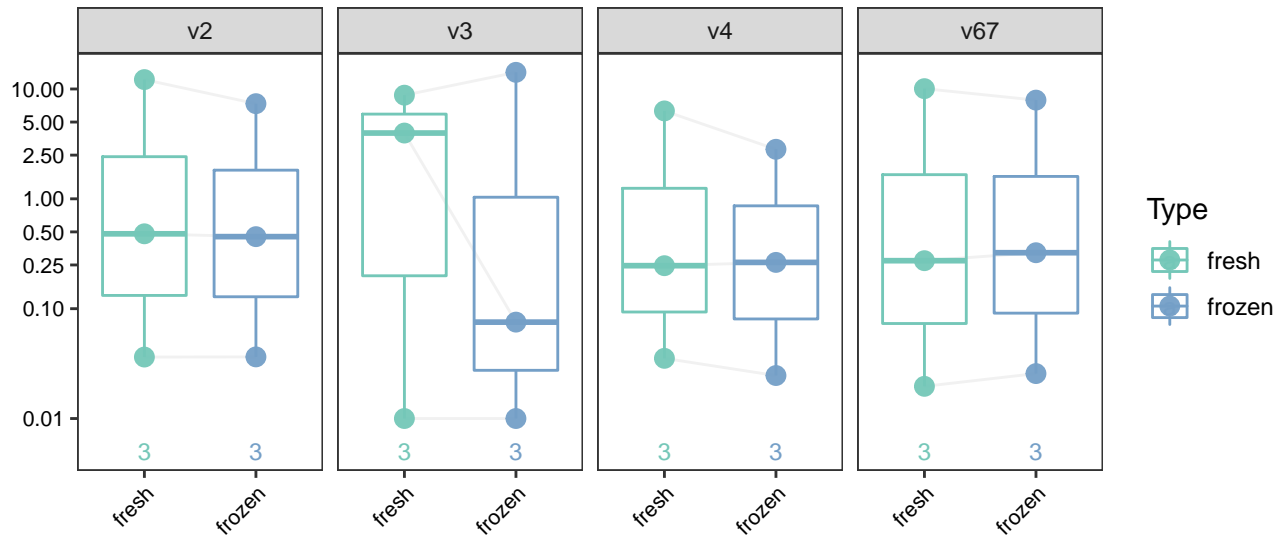 v2 v3 v4 v67
10.00
5.00
2.50
1.00
0.50
0.25
0.10
0.01
3 3 3 3 3 3 3 3
fresh frozen fresh frozen fresh frozen fresh frozen
Type
fresh
frozen